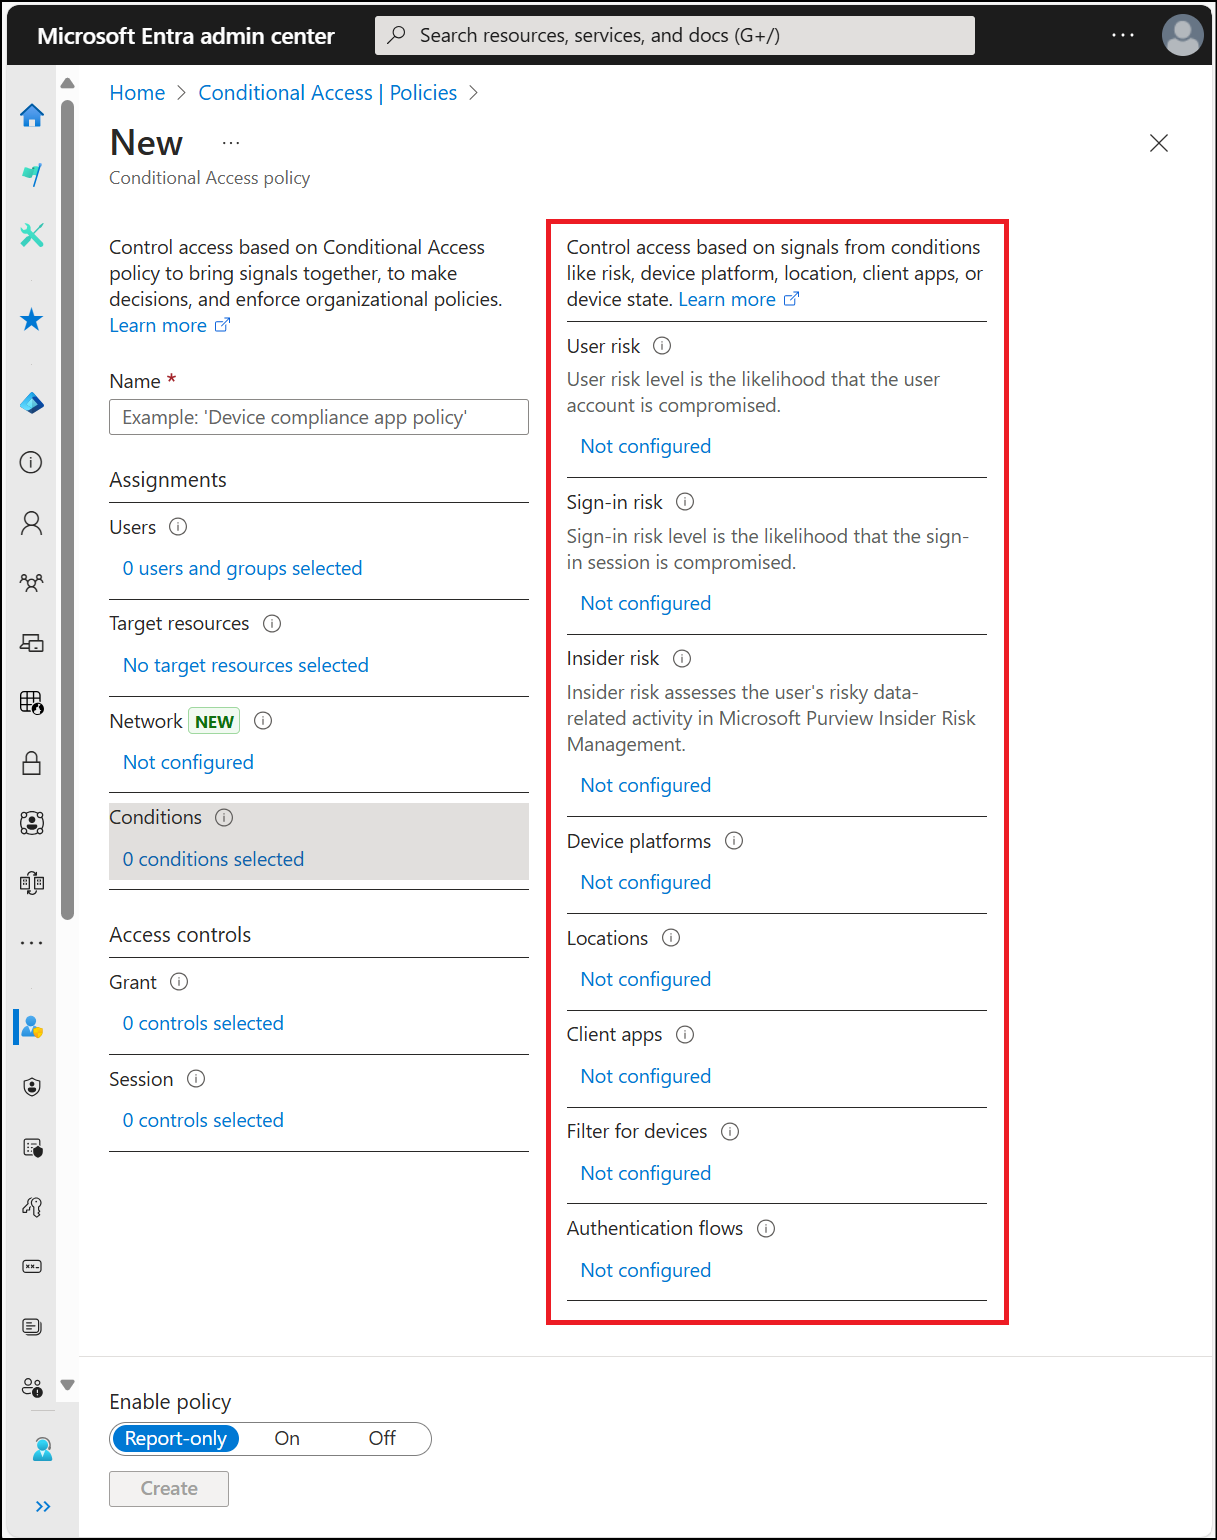 Microsoft Entra admin center
Search resources, services, and docs (G+/)
Home
Conditional Access | Policies
New
Conditional Access policy
Control access based on Conditional Access
policy to bring signals together, to make
decisions, and enforce organizational policies.
Learn more
Name *
Example: 'Device compliance app policy'
Assignments
Users
0 users and groups selected
Target resources
No target resources selected
Network NEW
Not configured
Conditions
0 conditions selected
Access controls
Grant
0 controls selected
Session
0 controls selected
Control access based on signals from conditions
like risk, device platform, location, client apps, or
device state. Learn more
User risk
User risk level is the likelihood that the user
account is compromised.
Not configured
Sign-in risk
Sign-in risk level is the likelihood that the sign-
in session is compromised.
Not configured
Insider risk
Insider risk assesses the user's risky data-
related activity in Microsoft Purview Insider Risk
Management.
Not configured
Device platforms
Not configured
Locations
Not configured
Client apps
Not configured
Filter for devices
Not configured
Authentication flows
Not configured
Enable policy
Report-only On Off
Create